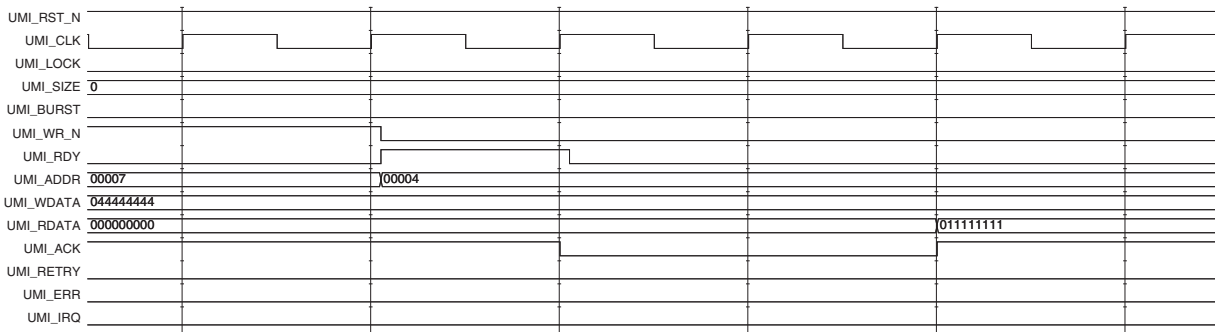 UMI_RST_N
UMI_CLK
UMI_LOCK
UMI_SIZE 0
UMI_BURST
UMI_WR_N
UMI_RDY
UMI_ADDR 00007 00004
UMI_WDATA 044444444
UMI_RDATA 000000000 011111111
UMI_ACK
UMI_RETRY
UMI_ERR
UMI_IRQ